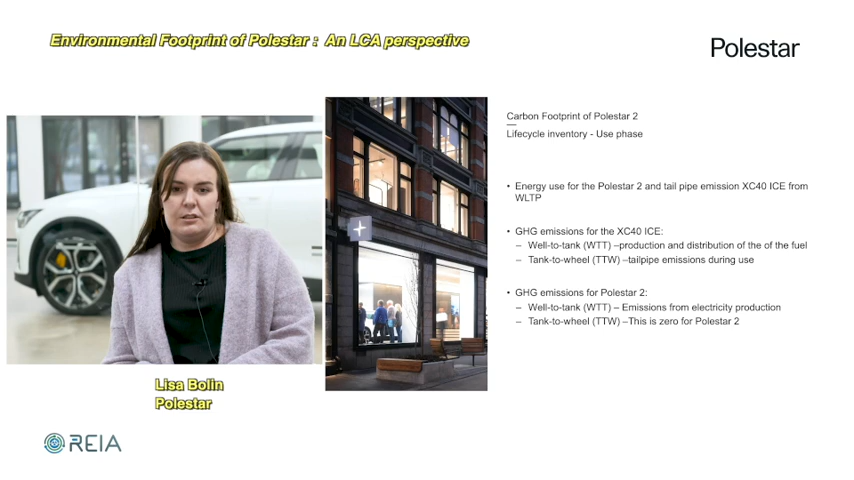 Environmental Footprint of Polestar : An LCA perspective
Polestar
Carbon Footprint of Polestar 2
—
Lifecycle inventory - Use phase
• Energy use for the Polestar 2 and tail pipe emission XC40 ICE from
WLTP
• GHG emissions for the XC40 ICE:
– Well-to-tank (WTT) –production and distribution of the of the fuel
– Tank-to-wheel (TTW) –tailpipe emissions during use
• GHG emissions for Polestar 2:
– Well-to-tank (WTT) – Emissions from electricity production
– Tank-to-wheel (TTW) –This is zero for Polestar 2
Lisa Bolin
Polestar
REIA